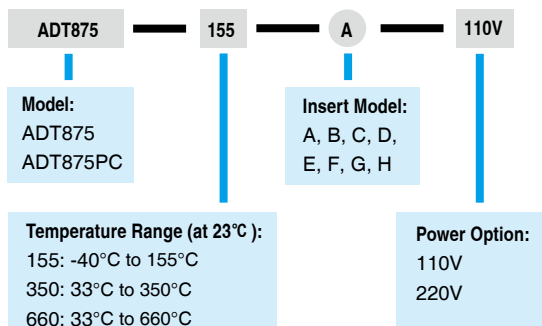 ADT875 155 A 110V
Model:
ADT875
ADT875PC
Insert Model:
A, B, C, D,
E, F, G, H
Temperature Range (at 23℃ ):
155: -40°C to 155°C
350: 33°C to 350°C
660: 33°C to 660°C
Power Option:
110V
220V